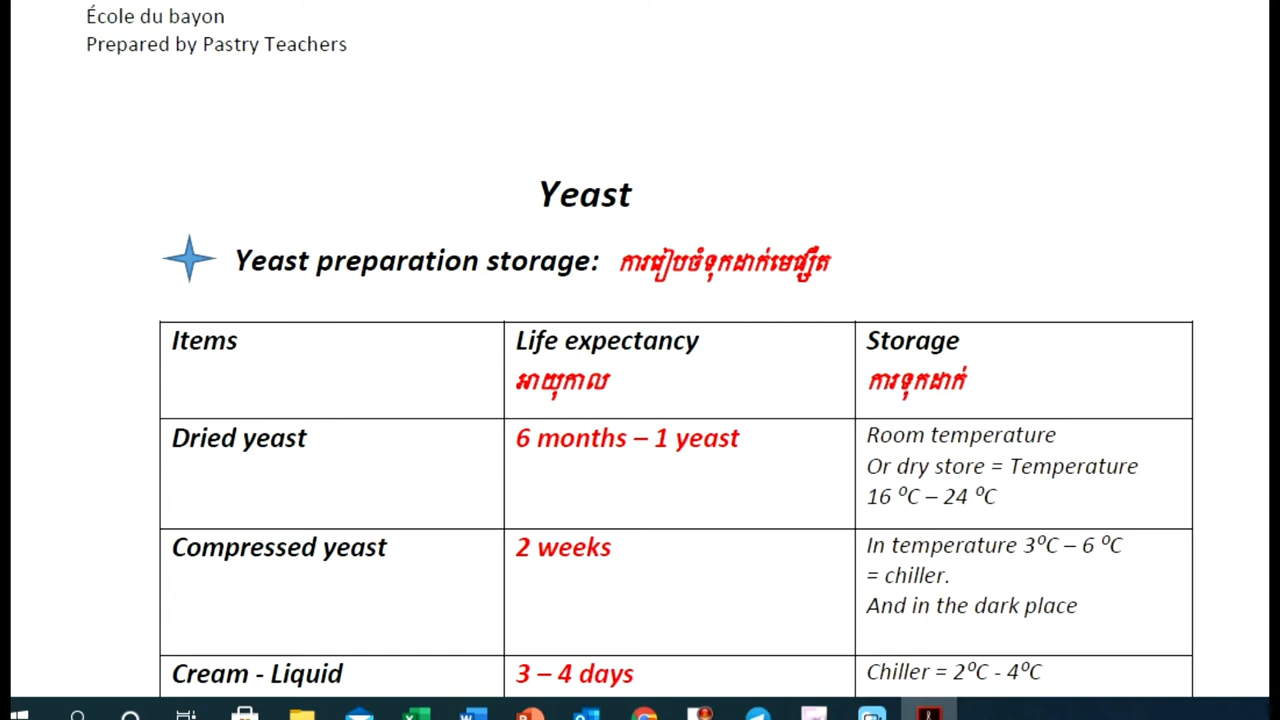 École du bayon
Prepared by Pastry Teachers
Yeast
Yeast preparation storage: ការរៀបចំទុកដាក់មេផ្សឹត
Items
Life expectancy
អាយុកាល
Storage
ការទុកដាក់
Dried yeast
6 months – 1 yeast
Room temperature
Or dry store = Temperature
16 ⁰C – 24 ⁰C
Compressed yeast
2 weeks
In temperature 3⁰C – 6 ⁰C
= chiller.
And in the dark place
Cream - Liquid
3 – 4 days
Chiller = 2⁰C - 4⁰C